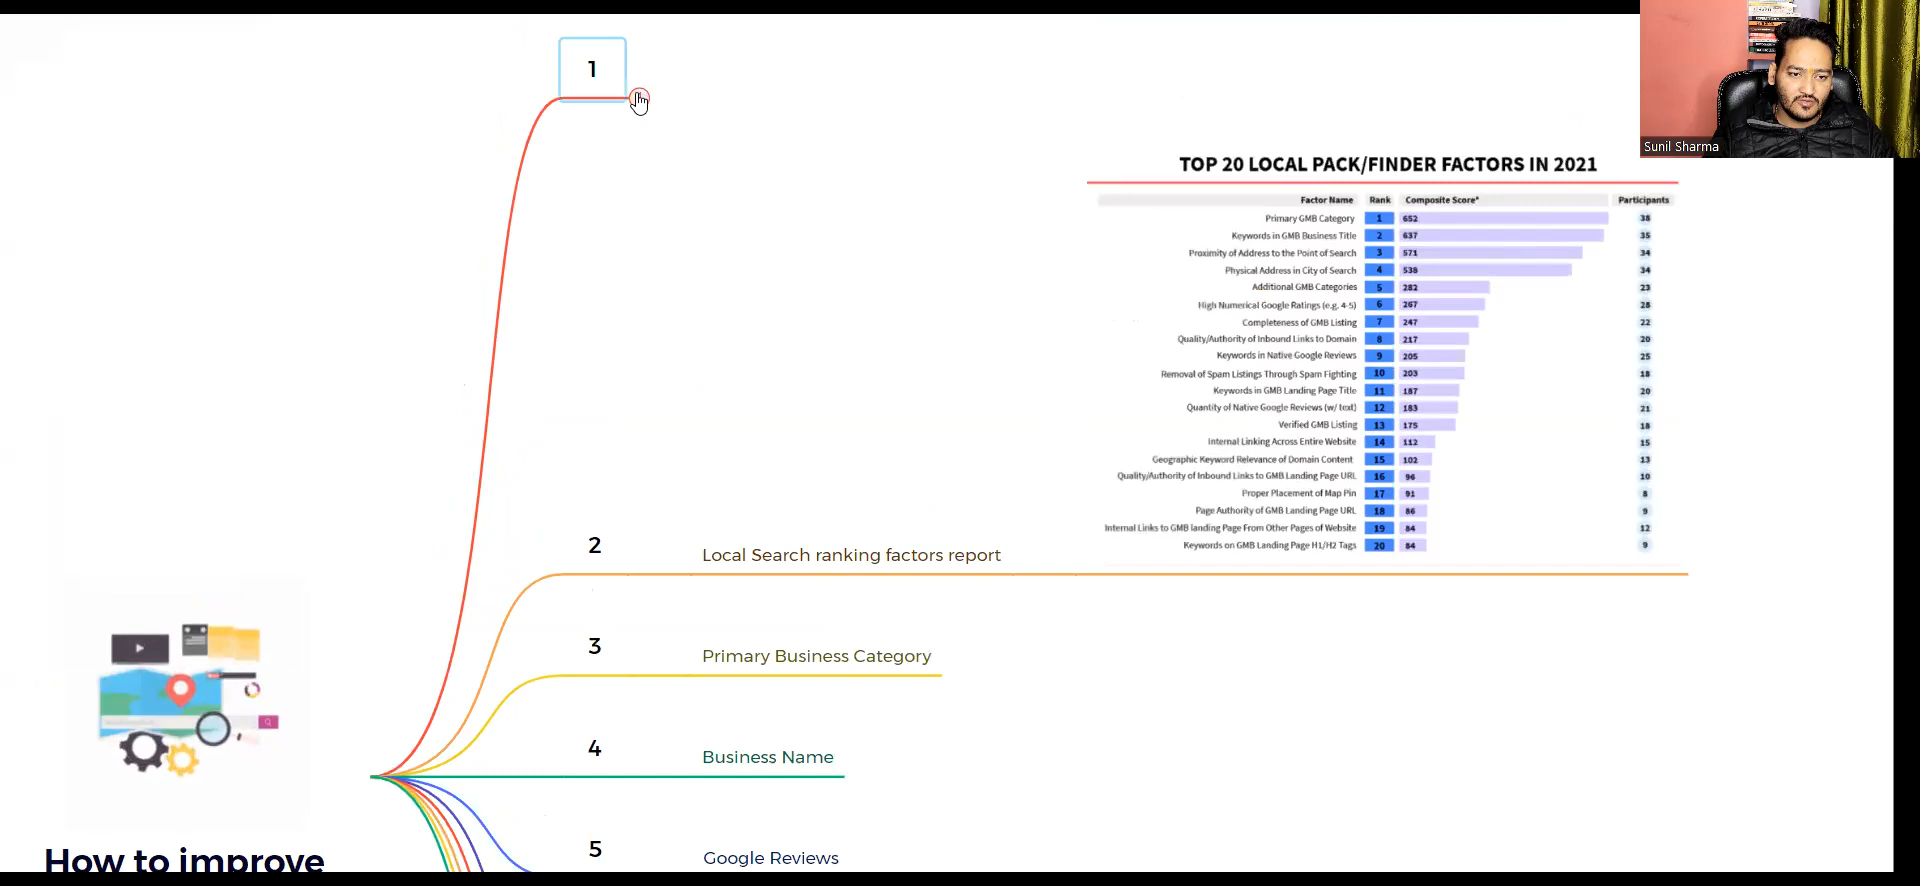 1
Sunil Sharma
TOP 20 LOCAL PACK/FINDER FACTORS IN 2021
Factor Name Rank Composite Score* Participants
Primary GMB Category 1 652 38
Keywords in GMB Business Title 2 637 35
Proximity of Address to the Point of Search 3 571 34
Physical Address in City of Search 4 538 34
Additional GMB Categories 5 282 23
High Numerical Google Ratings (e.g. 4-5) 6 267 28
Completeness of GMB Listing 7 247 22
Quality/Authority of Inbound Links to Domain 8 217 20
Keywords in Native Google Reviews 9 205 25
Removal of Spam Listings Through Spam Fighting 10 203 18
Keywords in GMB Landing Page Title 11 187 20
Quantity of Native Google Reviews (w/ text) 12 183 21
Verified GMB Listing 13 175 18
Internal Linking Across Entire Website 14 112 15
Geographic Keyword Relevance of Domain Content 15 102 13
Quality/Authority of Inbound Links to GMB Landing Page URL 16 96 10
Proper Placement of Map Pin 17 91 8
Page Authority of GMB Landing Page URL 18 86 9
Internal Links to GMB landing Page From Other Pages of Website 19 84 12
Keywords on GMB Landing Page H1/H2 Tags 20 84 9
2 Local Search ranking factors report
3 Primary Business Category
4 Business Name
5 Google Reviews
How to improve